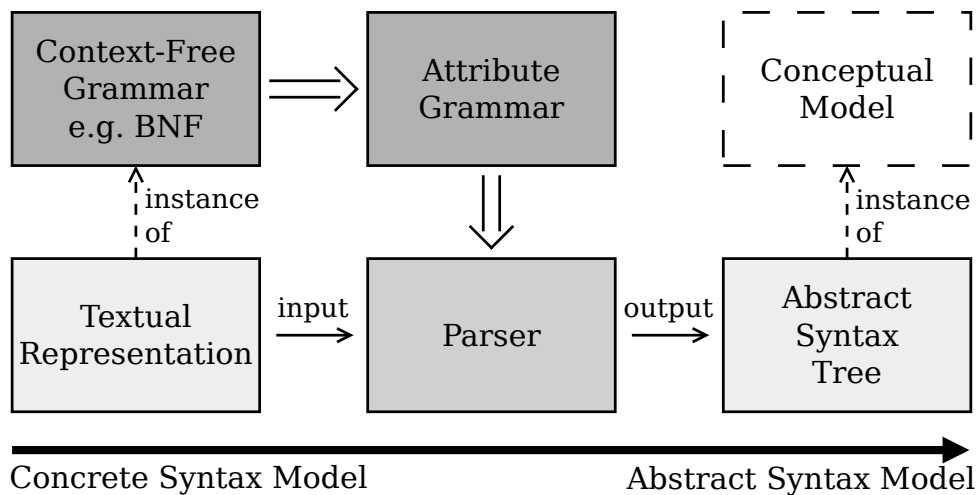 Context-Free
Grammar
e.g. BNF
Attribute
Grammar
Conceptual
Model
instance
of
instance
of
Textual
Representation
input
Parser
output
Abstract
Syntax
Tree
Concrete Syntax Model
Abstract Syntax Model